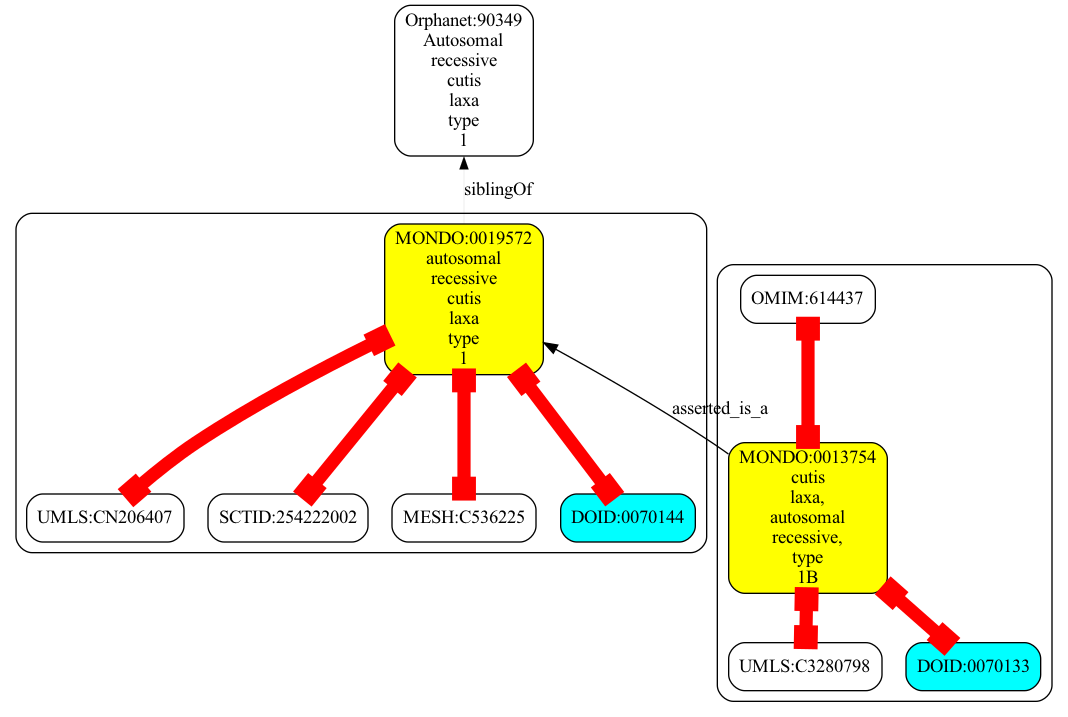 Orphanet:90349
Autosomal
recessive
cutis
laxa
type
1
siblingOf
MONDO:0019572
autosomal
recessive
cutis
laxa
type
1
OMIM:614437
asserted_is_a
MONDO:0013754
cutis
laxa,
autosomal
recessive,
type
1B
UMLS:CN206407
SCTID:254222002
MESH:C536225
DOID:0070144
UMLS:C3280798
DOID:0070133